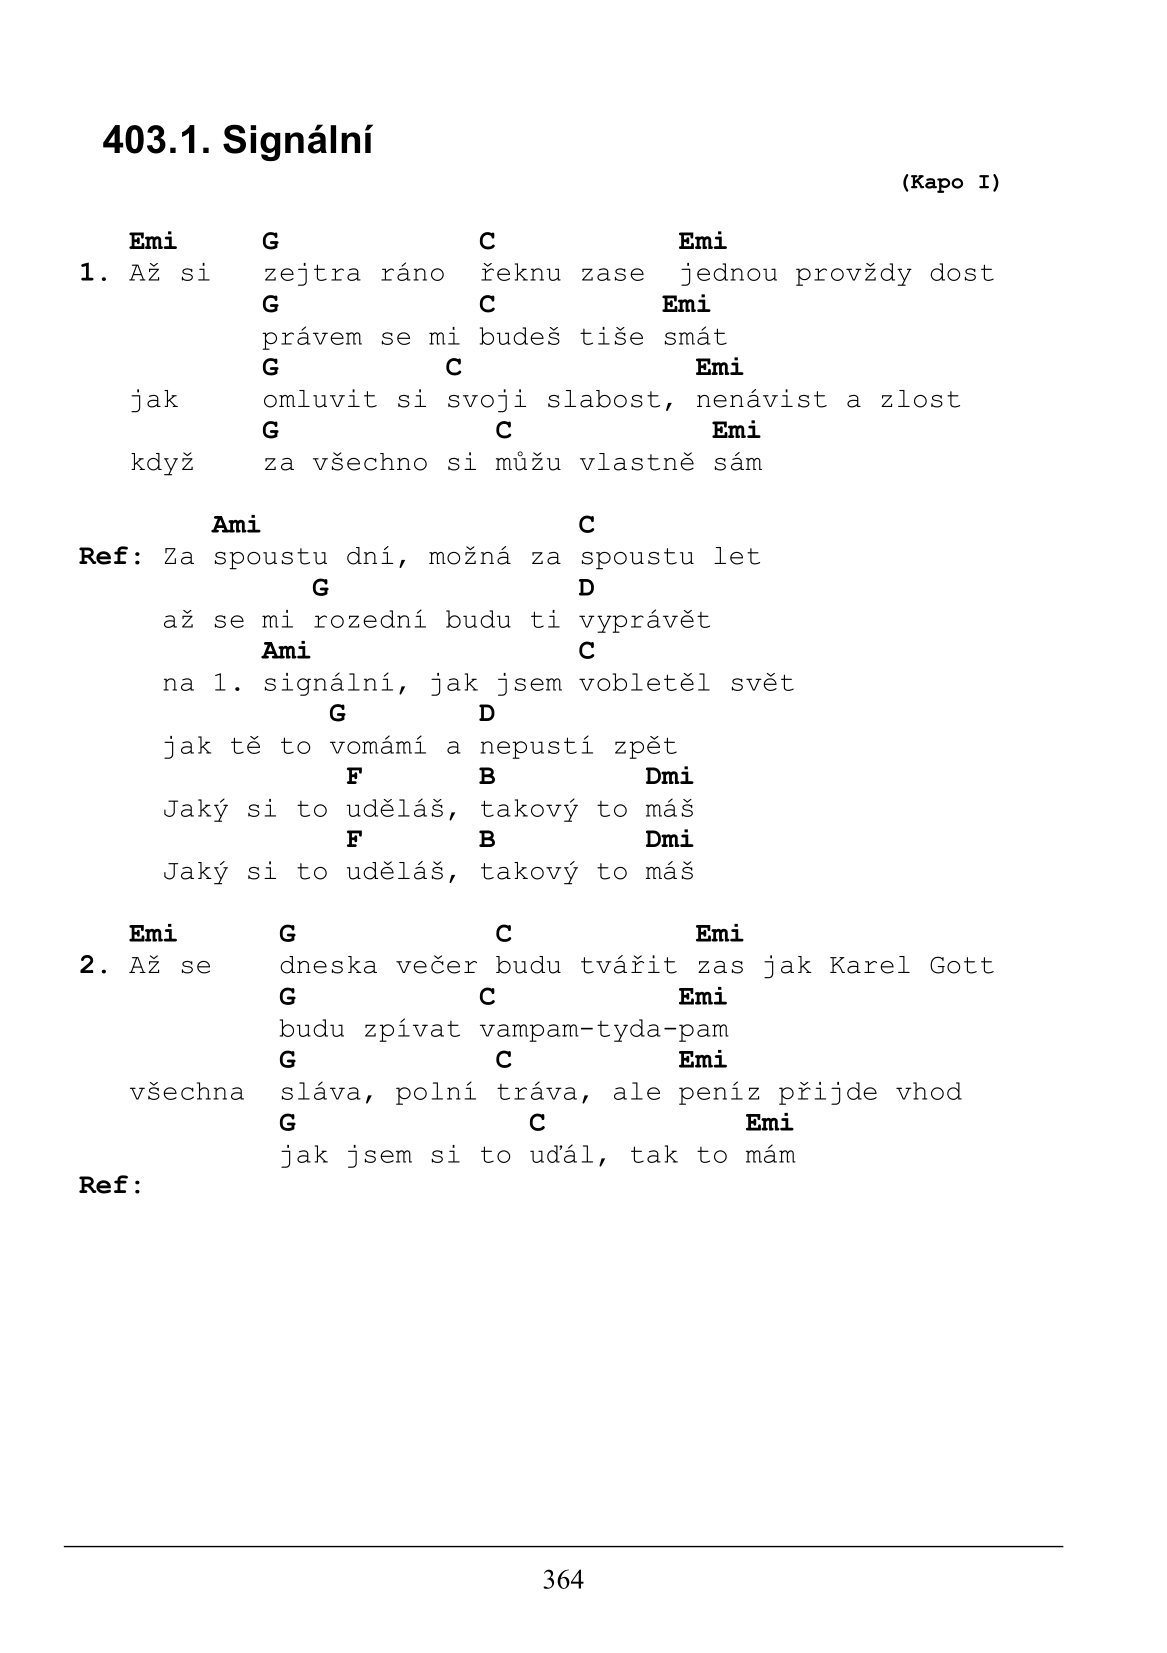 403.1. Signální
(Kapo I)
Emi G C Emi
1. Až si zejtra ráno řeknu zase jednou provždy dost
G C Emi
právem se mi budeš tiše smát
G C Emi
jak omluvit si svoji slabost, nenávist a zlost
G C Emi
když za všechno si můžu vlastně sám
Ami C
Ref: Za spoustu dní, možná za spoustu let
G D
až se mi rozední budu ti vyprávět
Ami C
na 1. signální, jak jsem vobletěl svět
G D
jak tě to vomámí a nepustí zpět
F B Dmi
Jaký si to uděláš, takový to máš
F B Dmi
Jaký si to uděláš, takový to máš
Emi G C Emi
2. Až se dneska večer budu tvářit zas jak Karel Gott
G C Emi
budu zpívat vampam-tyda-pam
G C Emi
všechna sláva, polní tráva, ale peníz přijde vhod
G C Emi
jak jsem si to uďál, tak to mám
Ref:
364